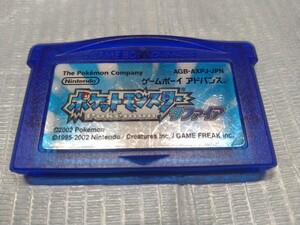 The Pokémon Company
AGB-AXPJ-JPN
Nintendo
ゲームボーイ アドバンス
ポケットモンスター
サファイア
©2002 Pokémon
©1995-2002 Nintendo／Creatures inc.／GAME FREAK inc.